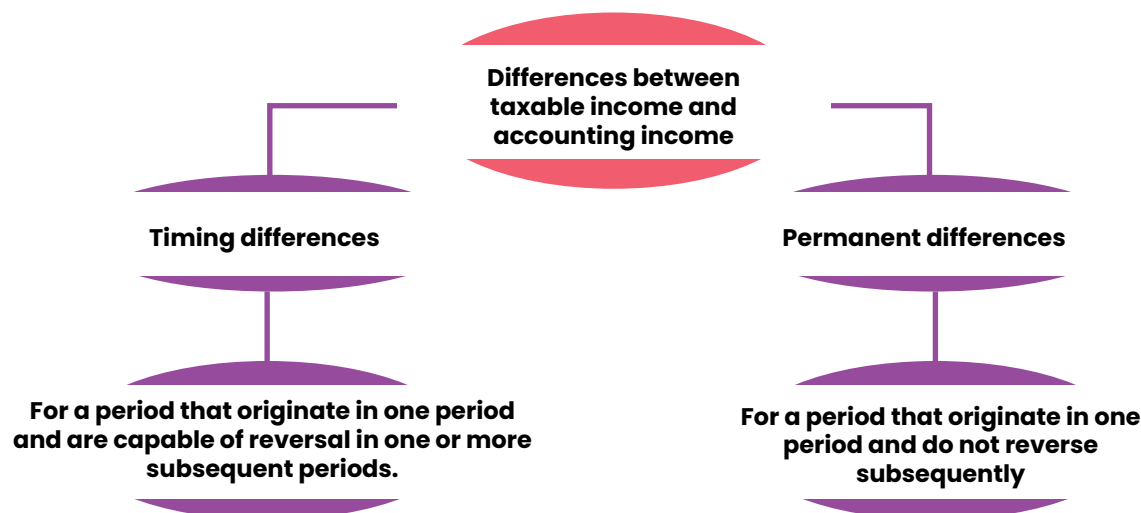 Differences between
taxable income and
accounting income
Timing differences
Permanent differences
For a period that originate in one period
and are capable of reversal in one or more
subsequent periods.
For a period that originate in one
period and do not reverse
subsequently